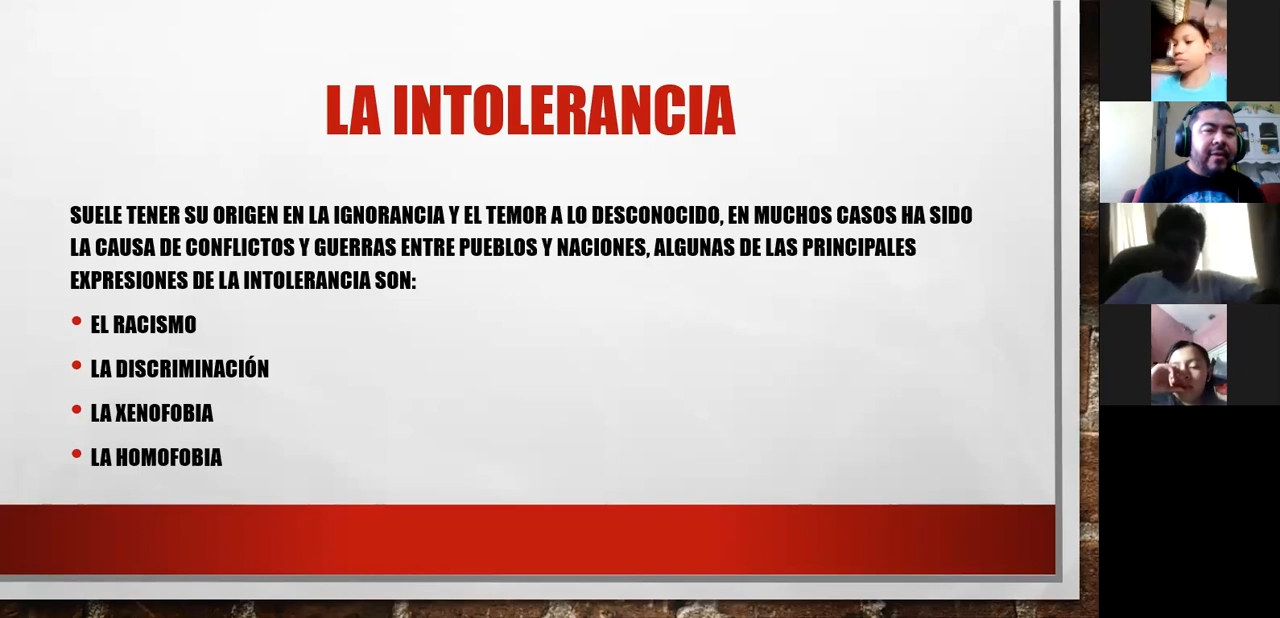 LA INTOLERANCIA
SUELE TENER SU ORIGEN EN LA IGNORANCIA Y EL TEMOR A LO DESCONOCIDO, EN MUCHOS CASOS HA SIDO
LA CAUSA DE CONFLICTOS Y GUERRAS ENTRE PUEBLOS Y NACIONES, ALGUNAS DE LAS PRINCIPALES
EXPRESIONES DE LA INTOLERANCIA SON:
• EL RACISMO
• LA DISCRIMINACIÓN
• LA XENOFOBIA
• LA HOMOFOBIA